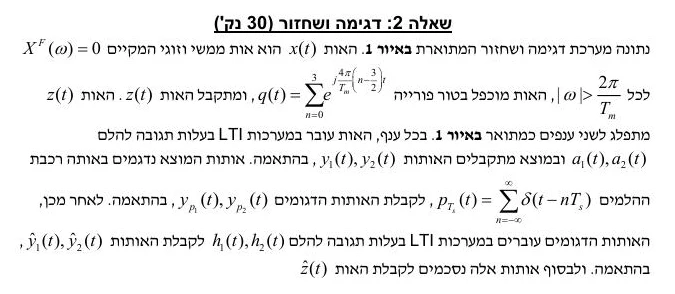 שאלה 2: דגימה ושחזור (30 נק')
נתונה מערכת דגימה ושחזור המתוארת באיור 1. האות x(t) הוא אות ממשי וזוגי המקיים X^F(ω) = 0
לכל |ω| > 2π/T_m, האות מוכפל בטור פורייה q(t) = Σ_{n=0}^{3} e^{j(4π/T_m)(n−3/2)t}, ומתקבל האות z(t). האות z(t)
מתפלג לשני ענפים כמתואר באיור 1. בכל ענף, האות עובר במערכות LTI בעלות תגובה להלם
a_1(t), a_2(t) ובמוצא מתקבלים האותות y_1(t), y_2(t), בהתאמה. אותות המוצא נדגמים באותה רכבת
ההלמים p_{T_s}(t) = Σ_{n=−∞}^{∞} δ(t − nT_s), לקבלת האותות הדגומים y_{p_1}(t), y_{p_2}(t), בהתאמה. לאחר מכן,
האותות הדגומים עוברים במערכות LTI בעלות תגובה להלם h_1(t), h_2(t) לקבלת האותות ŷ_1(t), ŷ_2(t),
בהתאמה. ולבסוף אותות אלה נסכמים לקבלת האות ẑ(t)